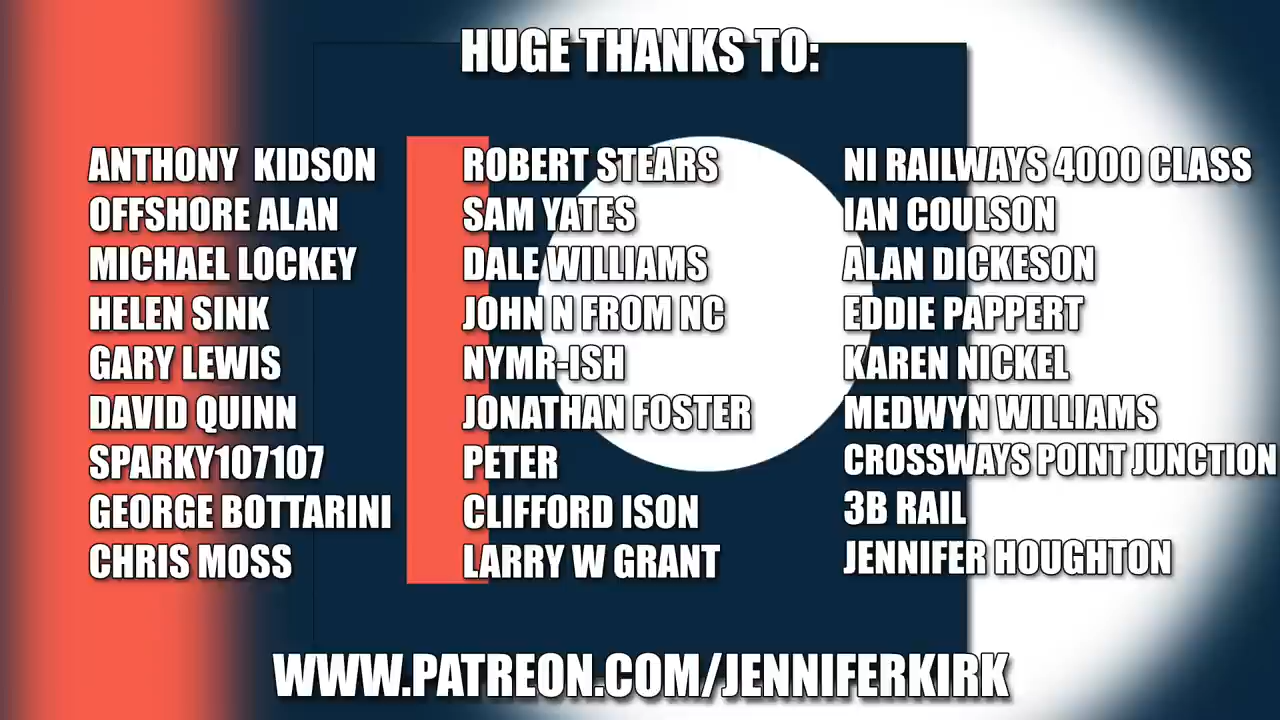 HUGE THANKS TO:
ANTHONY KIDSON
OFFSHORE ALAN
MICHAEL LOCKEY
HELEN SINK
GARY LEWIS
DAVID QUINN
SPARKY107107
GEORGE BOTTARINI
CHRIS MOSS
ROBERT STEARS
SAM YATES
DALE WILLIAMS
JOHN N FROM NC
NYMR-ISH
JONATHAN FOSTER
PETER
CLIFFORD ISON
LARRY W GRANT
NI RAILWAYS 4000 CLASS
IAN COULSON
ALAN DICKESON
EDDIE PAPPERT
KAREN NICKEL
MEDWYN WILLIAMS
CROSSWAYS POINT JUNCTION
3B RAIL
JENNIFER HOUGHTON
WWW.PATREON.COM/JENNIFERKIRK